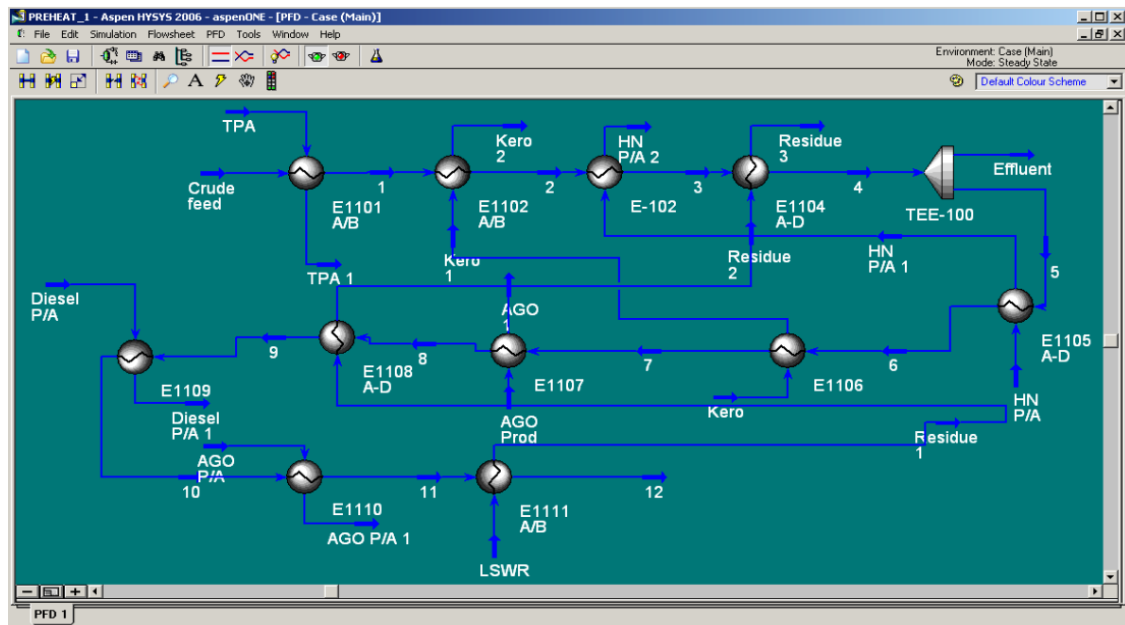 PREHEAT_1 - Aspen HYSYS 2006 - aspenONE - [PFD - Case (Main)]
File Edit Simulation Flowsheet PFD Tools Window Help
Environment: Case (Main)
Mode: Steady State
A
Default Colour Scheme
TPA
Kero
2
HN
P/A 2
Residue
3
Effluent
Crude
feed
1
2
3
4
E1101
A/B
E1102
A/B
E-102
E1104
A-D
TEE-100
TPA 1
Kero
1
Residue
2
HN
P/A 1
5
Diesel
P/A
AGO
1
9
E1108
A-D
8
E1107
7
E1106
6
E1105
A-D
E1109
Diesel
P/A 1
AGO
Prod
Kero
HN
P/A
AGO
P/A
Residue
1
10
11
12
E1110
E1111
A/B
AGO P/A 1
LSWR
PFD 1